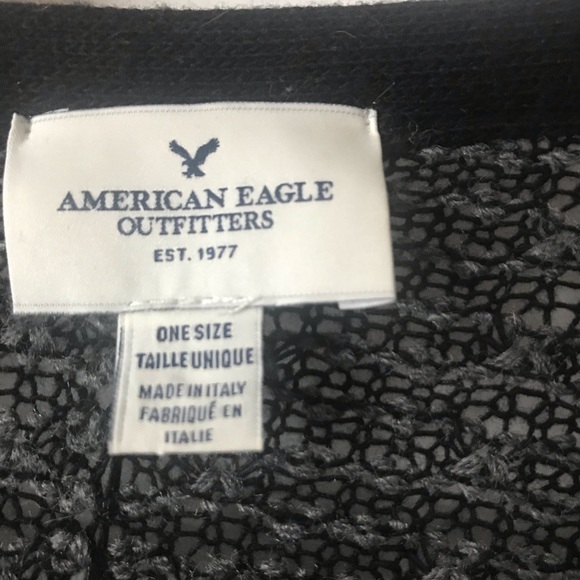 AMERICAN EAGLE
OUTFITTERS
EST. 1977
ONE SIZE
TAILLE UNIQUE
MADE IN ITALY
FABRIQUÉ EN
ITALIE